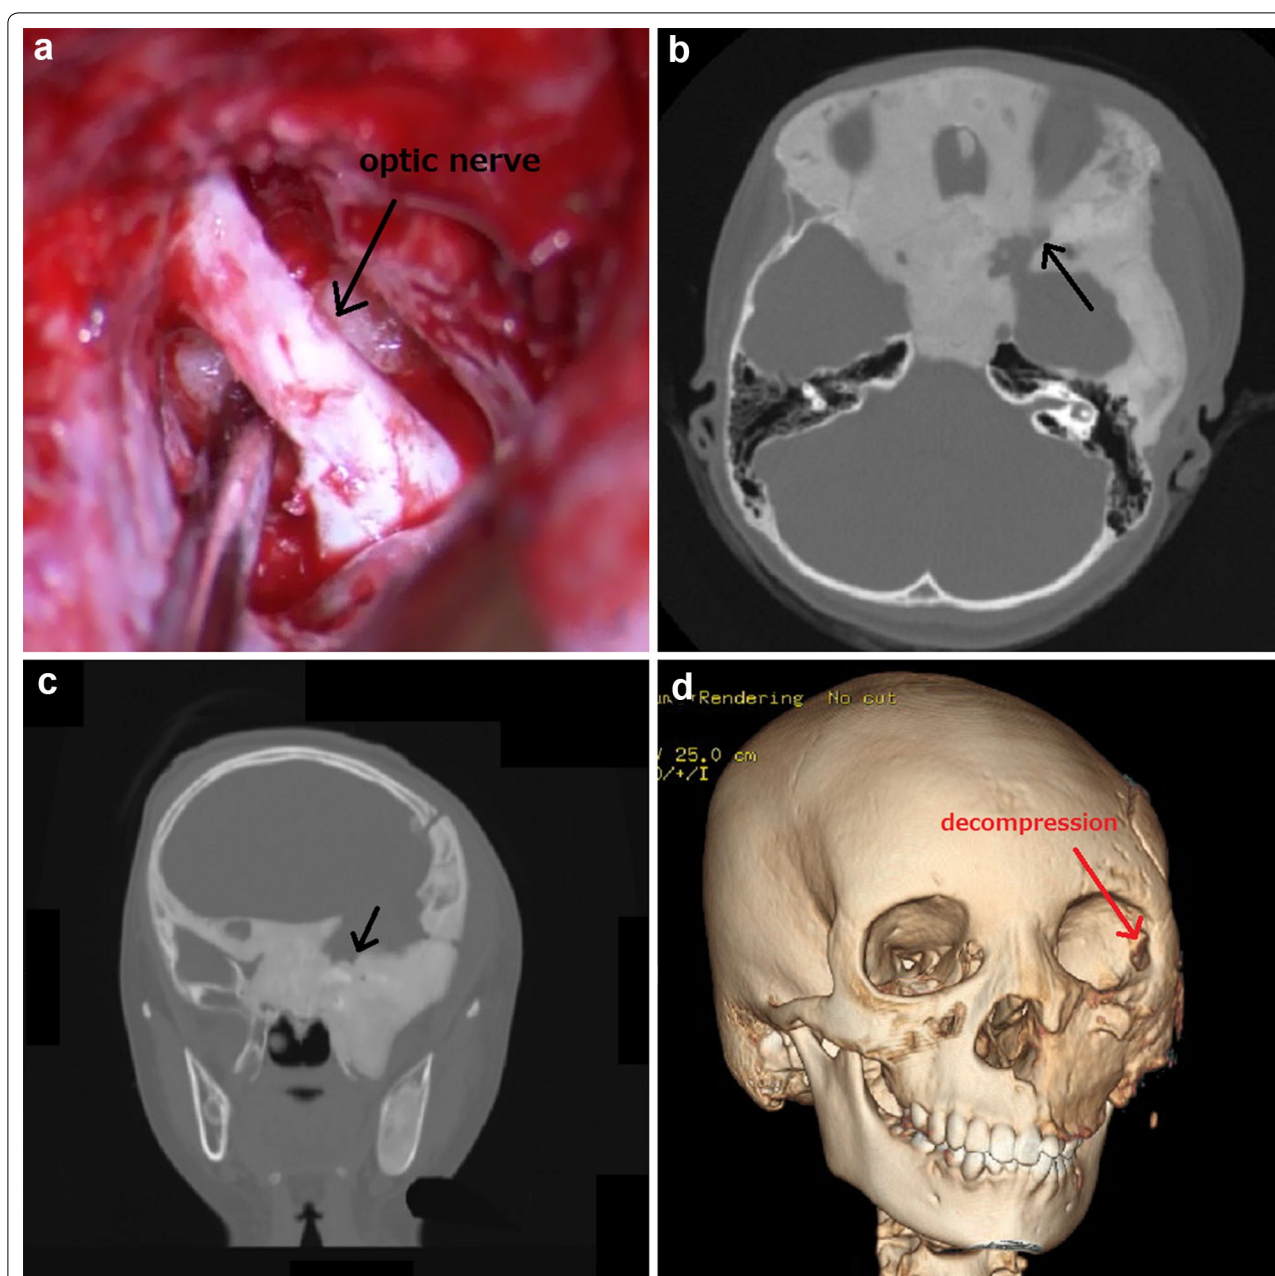 a
optic nerve
b
c
d
Rendering No cut
25.0 cm
/+/I
decompression